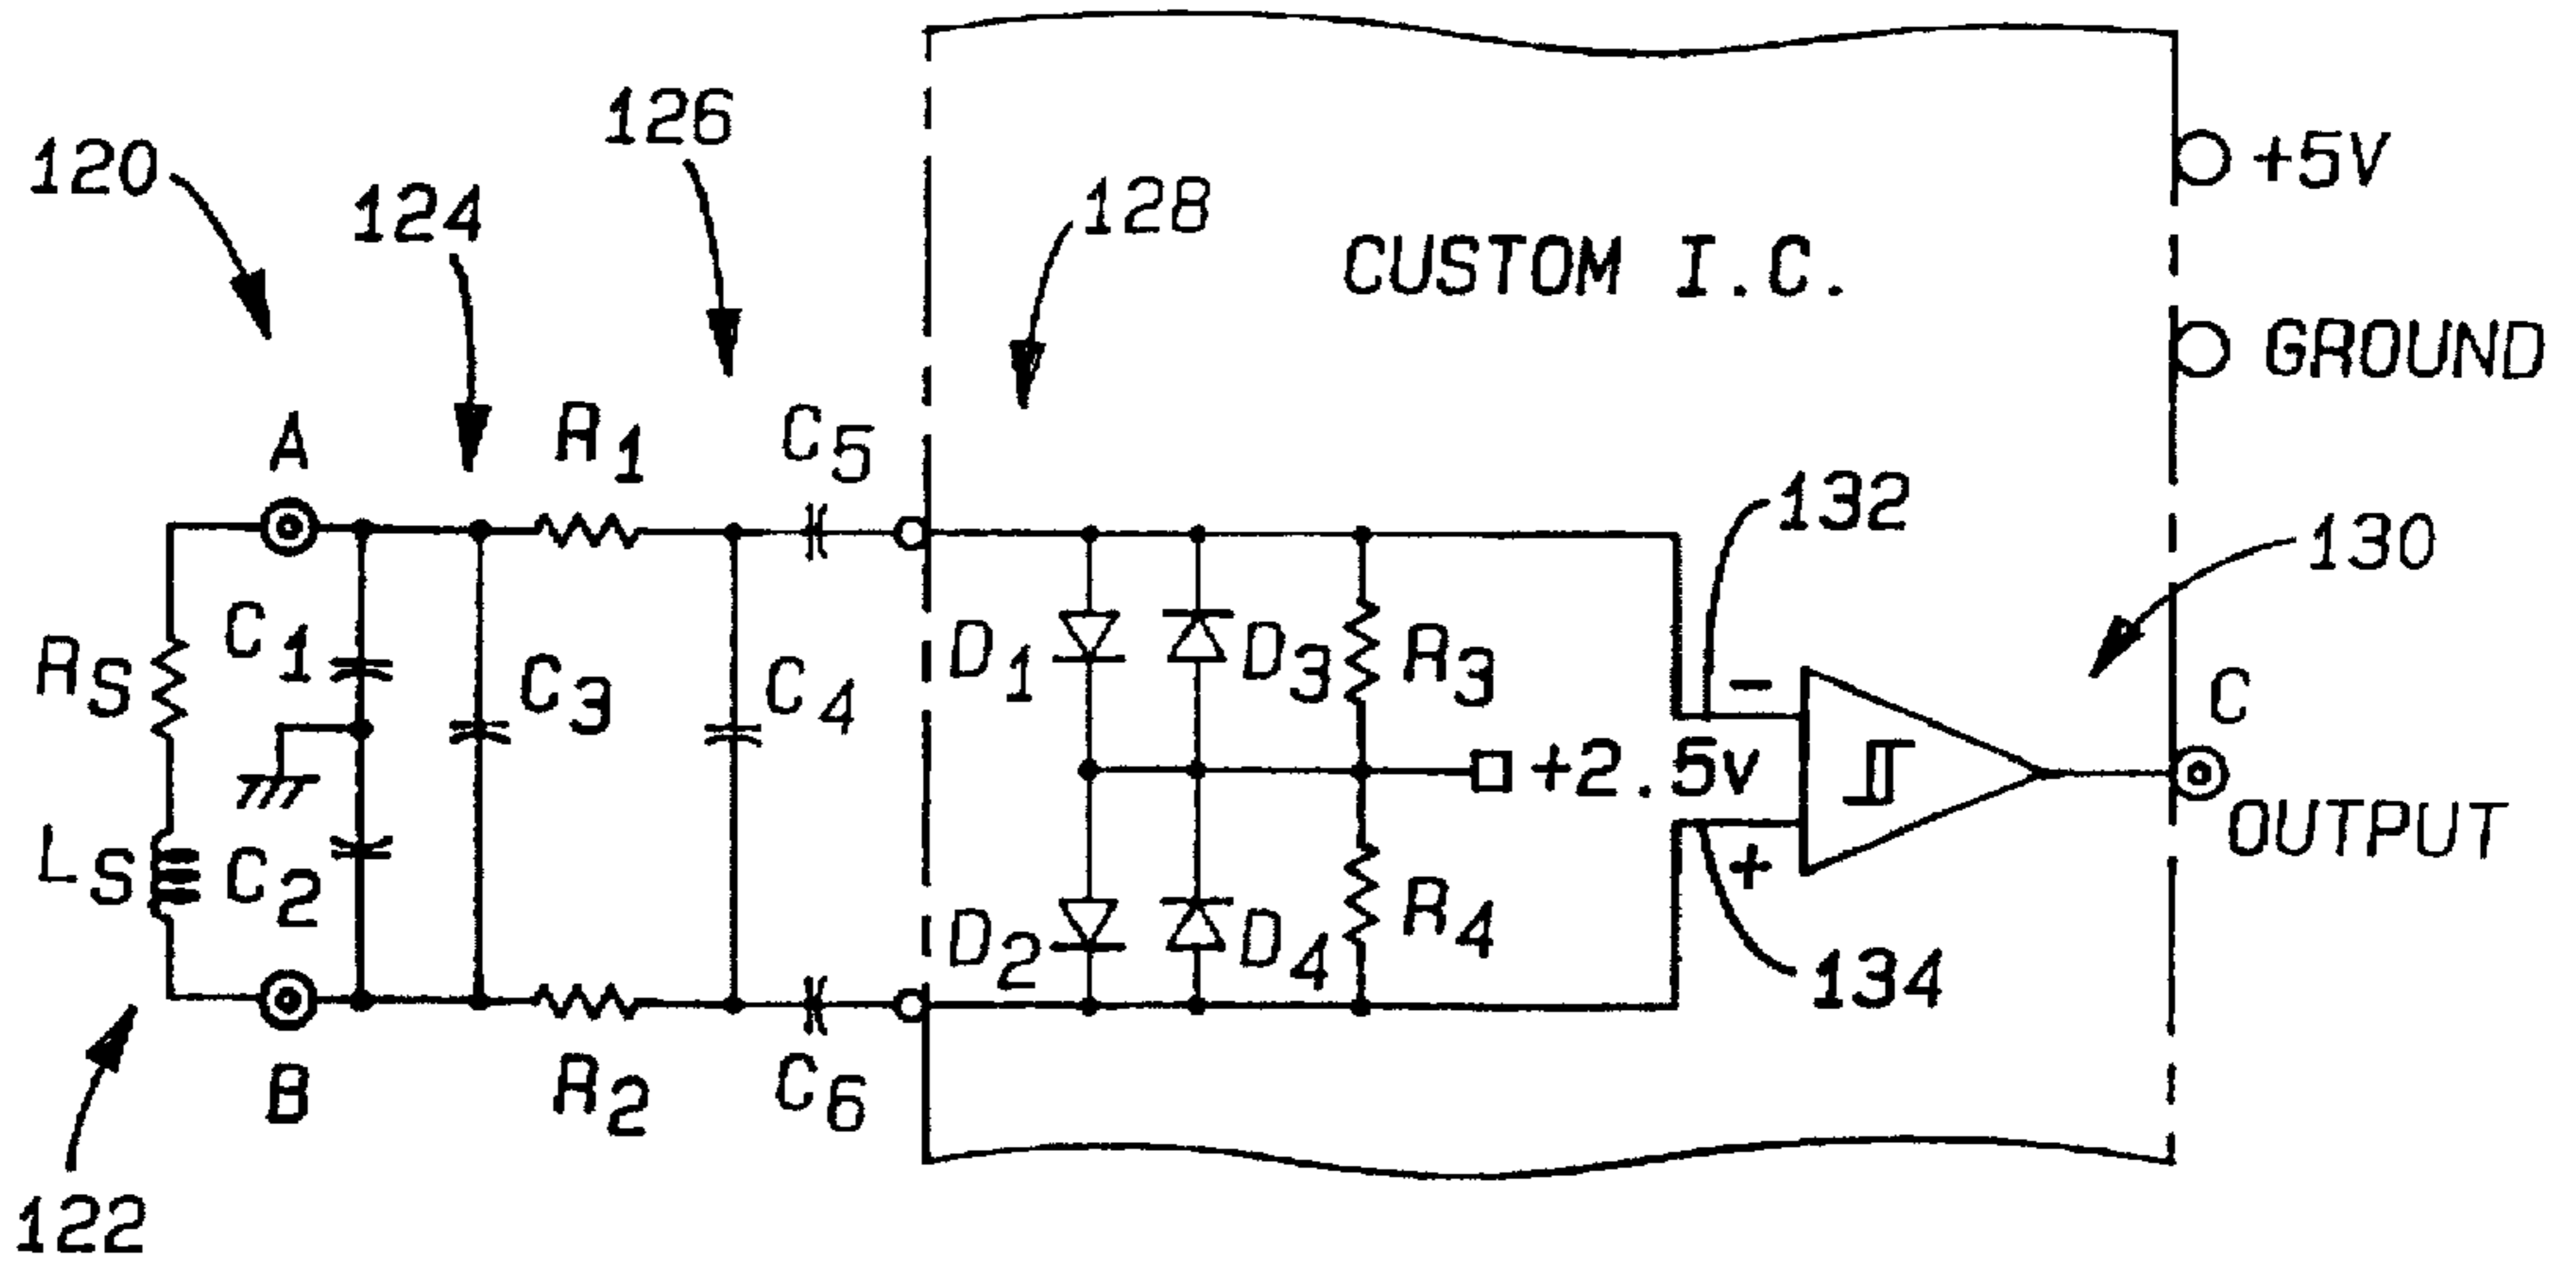 120
124
126
128
CUSTOM I.C.
+5V
GROUND
A
R1
C5
132
130
RS
C1
C3
C4
D1
D3
R3
-
C
+2.5v
LS
C2
D2
D4
R4
+
OUTPUT
134
B
R2
C6
122